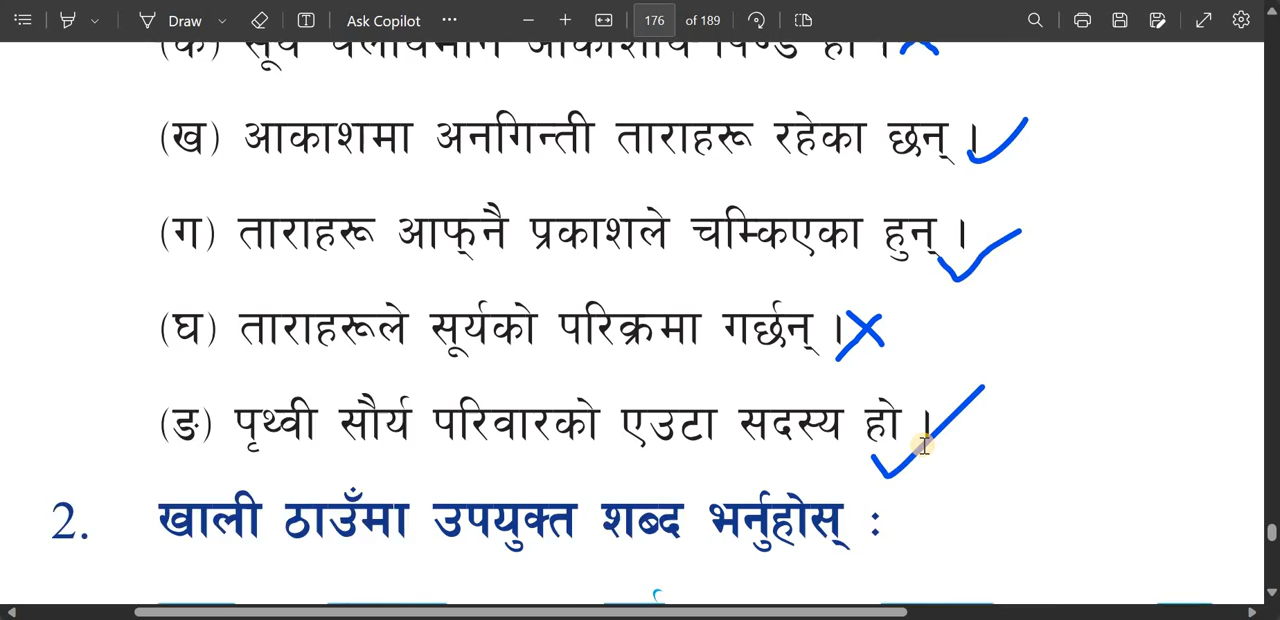 Draw Ask Copilot ... 176 of 189
(ख) आकाशमा अनगिन्ती ताराहरू रहेका छन् ।
(ग) ताराहरू आफ्नै प्रकाशले चम्किएका हुन् ।
(घ) ताराहरूले सूर्यको परिक्रमा गर्छन् ।
(ङ) पृथ्वी सौर्य परिवारको एउटा सदस्य हो ।
2. खाली ठाउँमा उपयुक्त शब्द भर्नुहोस् :